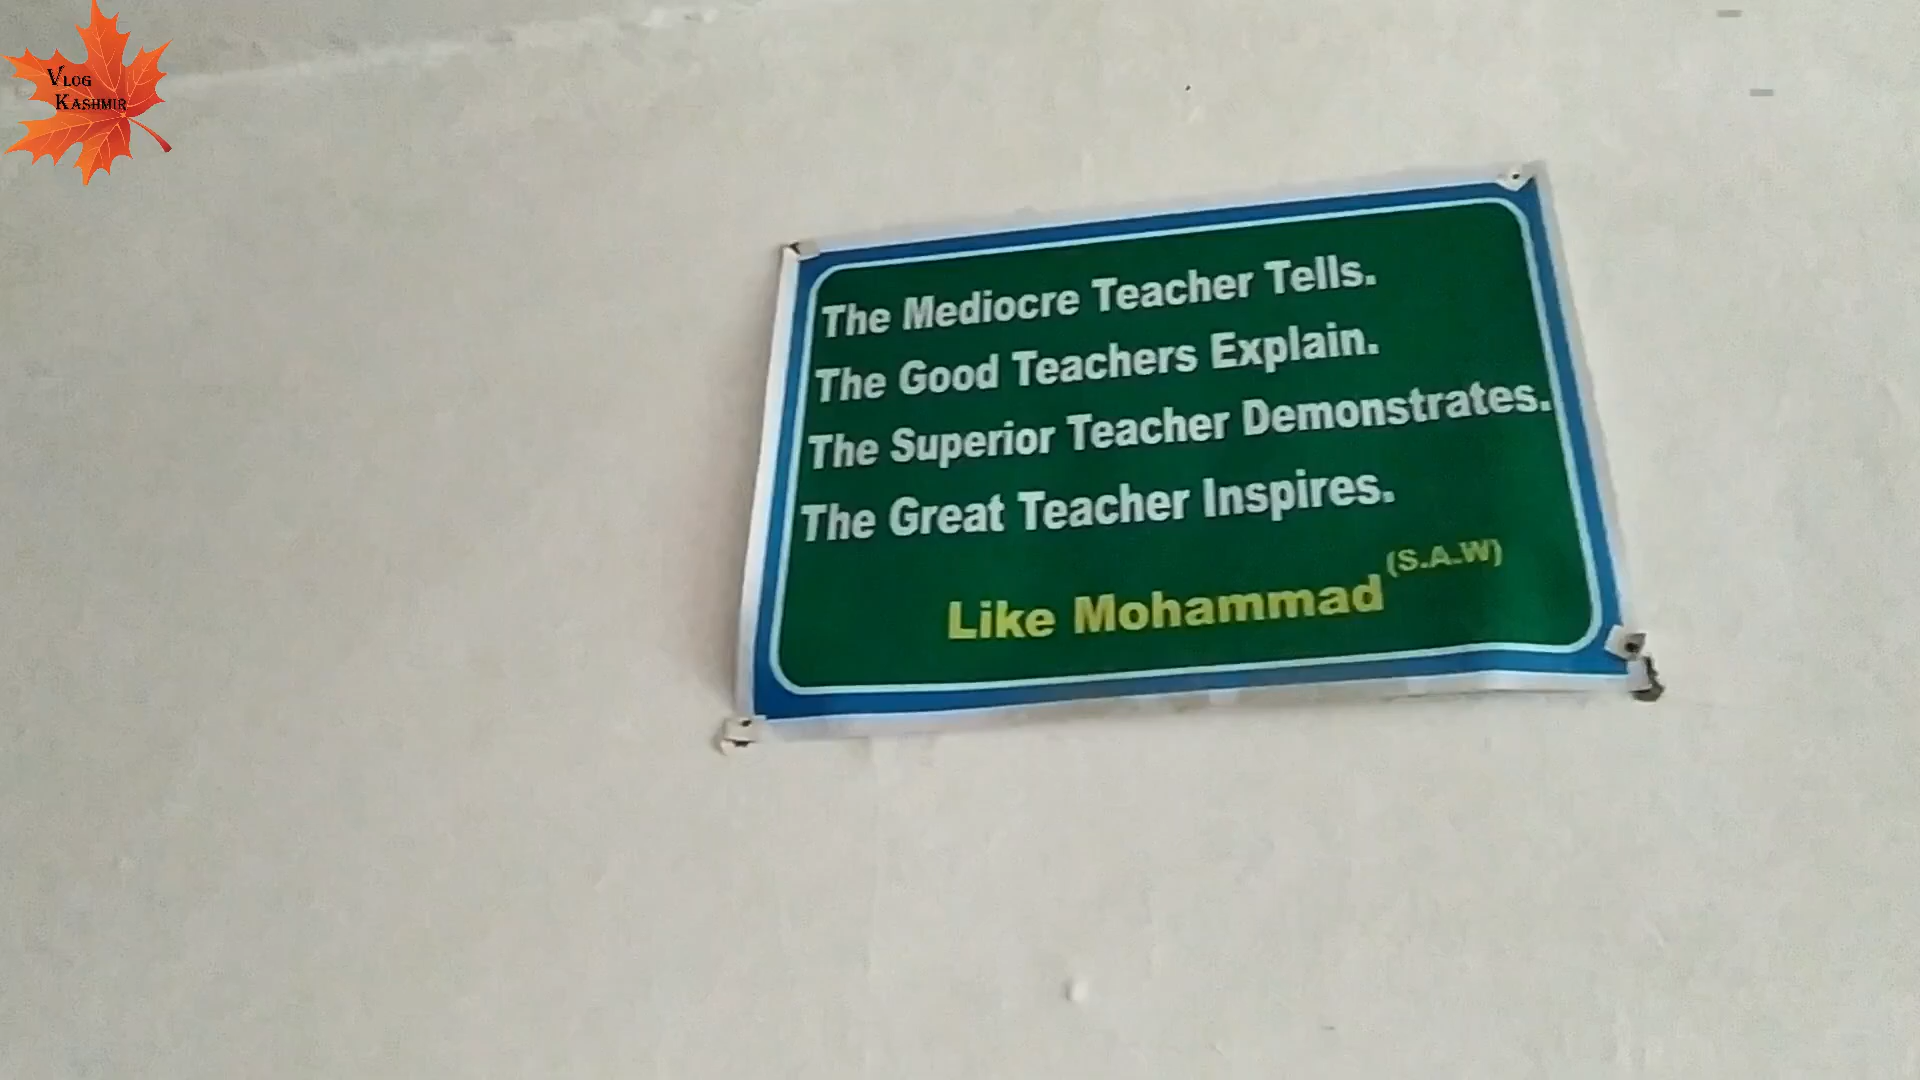 Vlog
Kashmir
The Mediocre Teacher Tells.
The Good Teachers Explain.
The Superior Teacher Demonstrates.
The Great Teacher Inspires.
Like Mohammad (S.A.W)